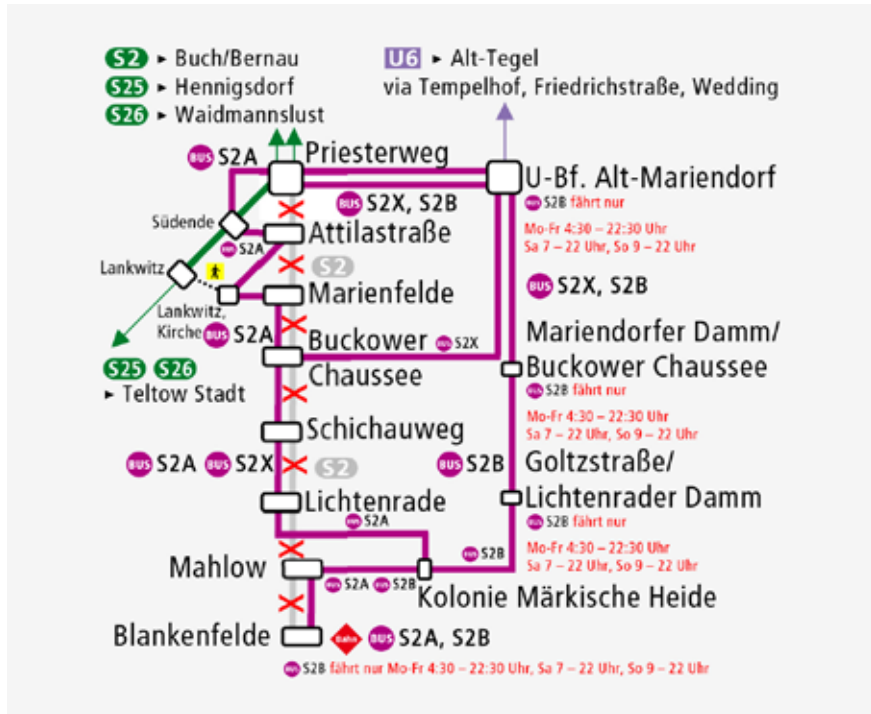 S2 ► Buch/Bernau
S25 ► Hennigsdorf
S26 ► Waidmannslust
U6 ► Alt-Tegel
via Tempelhof, Friedrichstraße, Wedding
BUS S2A
Priesterweg
U-Bf. Alt-Mariendorf
BUS S2B fährt nur
Mo-Fr 4:30 – 22:30 Uhr
Sa 7 – 22 Uhr, So 9 – 22 Uhr
BUS S2X, S2B
Südende
BUS S2A
Attilastraße
S2
Lankwitz
Lankwitz,
Kirche
BUS S2A
Marienfelde
BUS S2X, S2B
Buckower
Chaussee
BUS S2X
Mariendorfer Damm/
Buckower Chaussee
BUS S2B fährt nur
Mo-Fr 4:30 – 22:30 Uhr
Sa 7 – 22 Uhr, So 9 – 22 Uhr
S25 S26
► Teltow Stadt
Schichauweg
BUS S2A BUS S2X
S2
BUS S2B
Goltzstraße/
Lichtenrader Damm
BUS S2B fährt nur
Mo-Fr 4:30 – 22:30 Uhr
Sa 7 – 22 Uhr, So 9 – 22 Uhr
Lichtenrade
BUS S2A
BUS S2B
Mahlow
BUS S2A BUS S2B
Kolonie Märkische Heide
Blankenfelde
Bahn BUS S2A, S2B
BUS S2B fährt nur Mo-Fr 4:30 – 22:30 Uhr, Sa 7 – 22 Uhr, So 9 – 22 Uhr